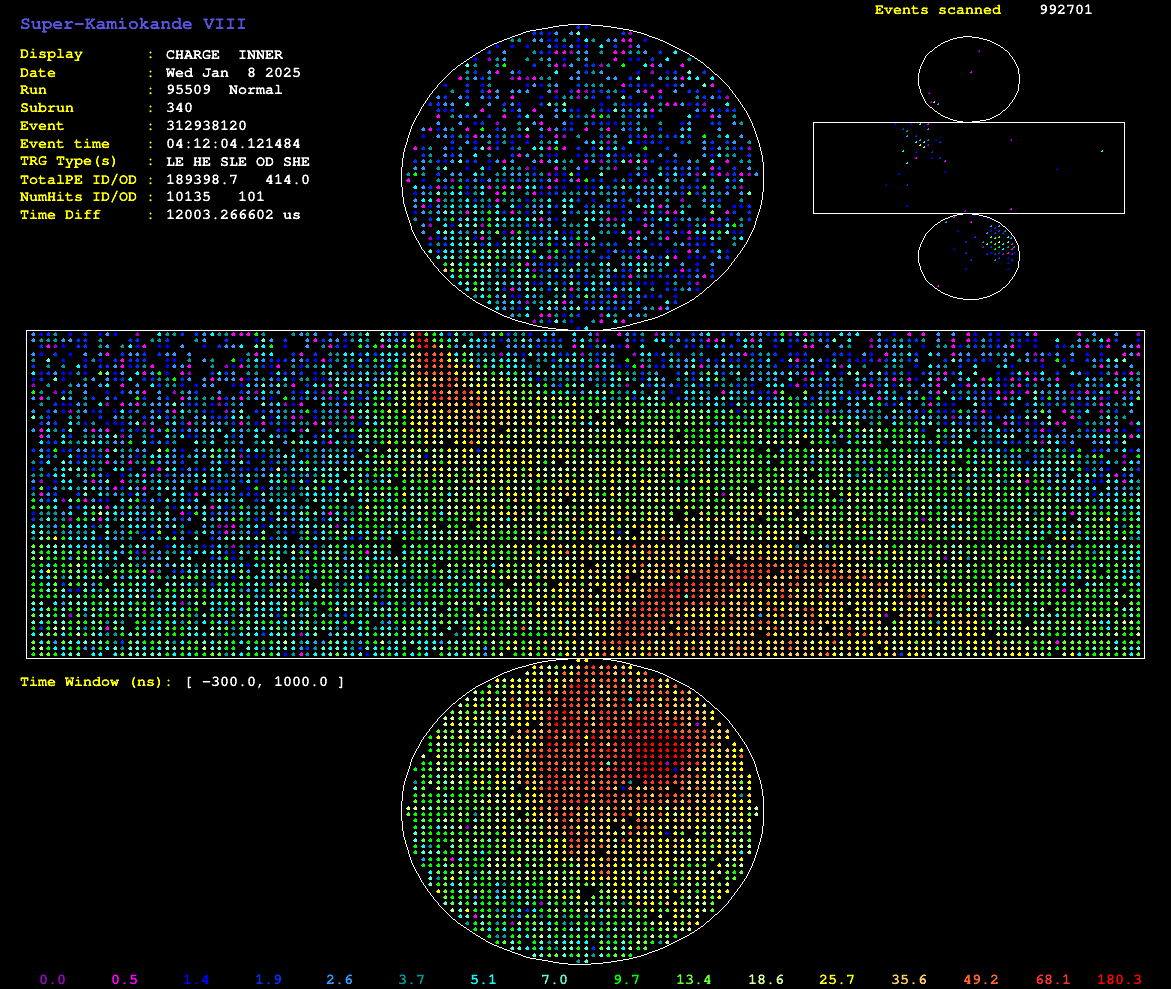 Super-Kamiokande VIII
Events scanned 992701
Display : CHARGE INNER
Date : Wed Jan 8 2025
Run : 95509 Normal
Subrun : 340
Event : 312938120
Event time : 04:12:04.121484
TRG Type(s) : LE HE SLE OD SHE
TotalPE ID/OD : 189398.7 414.0
NumHits ID/OD : 10135 101
Time Diff : 12003.266602 us
Time Window (ns): [ -300.0, 1000.0 ]
0.0 0.5 1.4 1.9 2.6 3.7 5.1 7.0 9.7 13.4 18.6 25.7 35.6 49.2 68.1 180.3